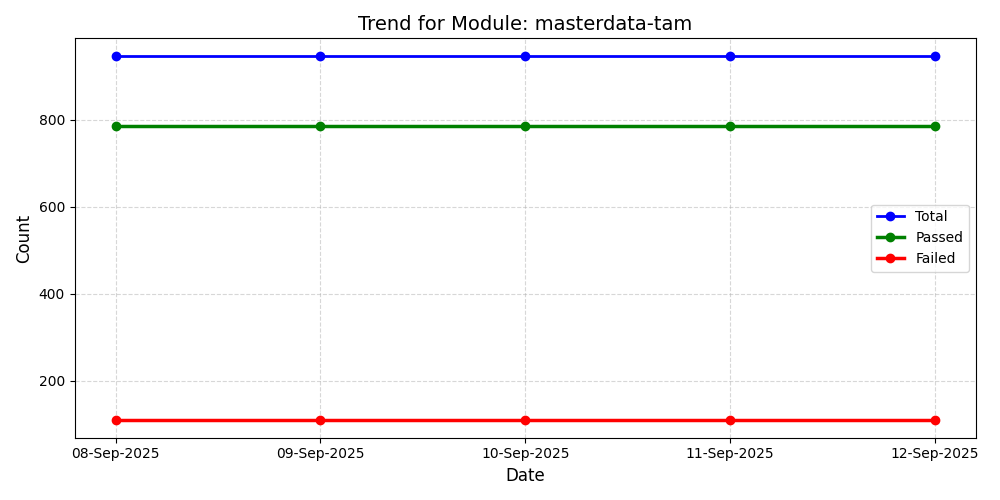 Trend for Module: masterdata-tam
Count
800
600
400
200
Total
Passed
Failed
08-Sep-2025
09-Sep-2025
10-Sep-2025
11-Sep-2025
12-Sep-2025
Date